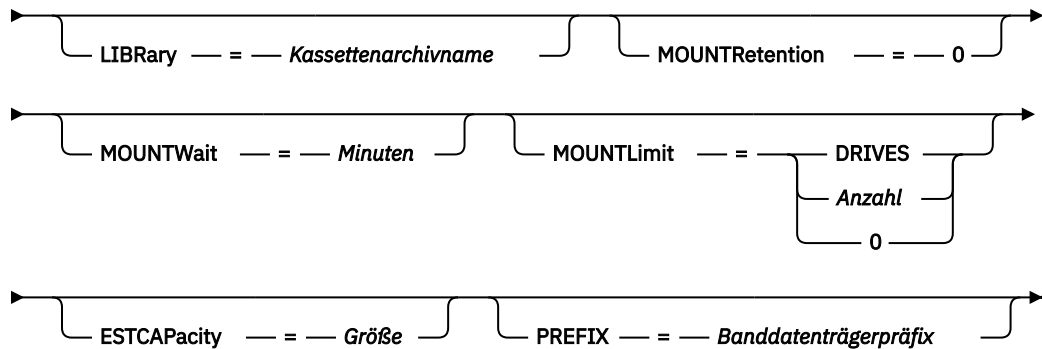 LIBRary = Kassettenarchivname MOUNTRetention = 0
MOUNTWait = Minuten MOUNTLimit = DRIVES
Anzahl
0
ESTCAPacity = Größe PREFIX = Banddatenträgerpräfix